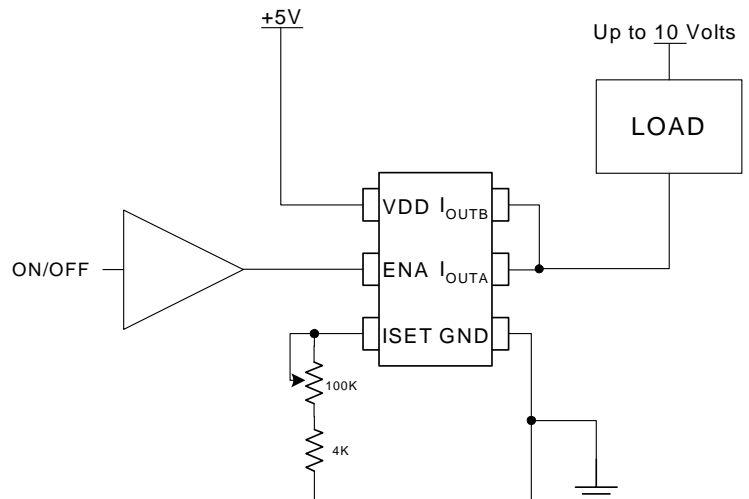 +5V
Up to 10 Volts
LOAD
VDD IOUTB
ON/OFF
ENA IOUTA
ISET GND
100K
4K